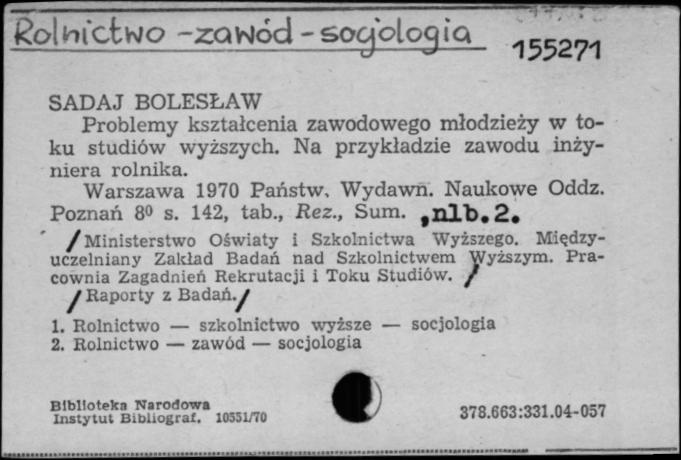 Rolnictwo - zawód - socjologia
155271
SADAJ BOLESŁAW
Problemy kształcenia zawodowego młodzieży w to-
ku studiów wyższych. Na przykładzie zawodu inży-
niera rolnika.
Warszawa 1970 Państw. Wydawn. Naukowe Oddz.
Poznań 8⁰ s. 142, tab., Rez., Sum. , nlb. 2.
/Ministerstwo Oświaty i Szkolnictwa Wyższego. Między-
uczelniany Zakład Badań nad Szkolnictwem Wyższym. Pra-
cownia Zagadnień Rekrutacji i Toku Studiów. /
/Raporty z Badań./
1. Rolnictwo — szkolnictwo wyższe — socjologia
2. Rolnictwo — zawód — socjologia
Biblioteka Narodowa
Instytut Bibliograf. 10551/70
378.663:331.04-057